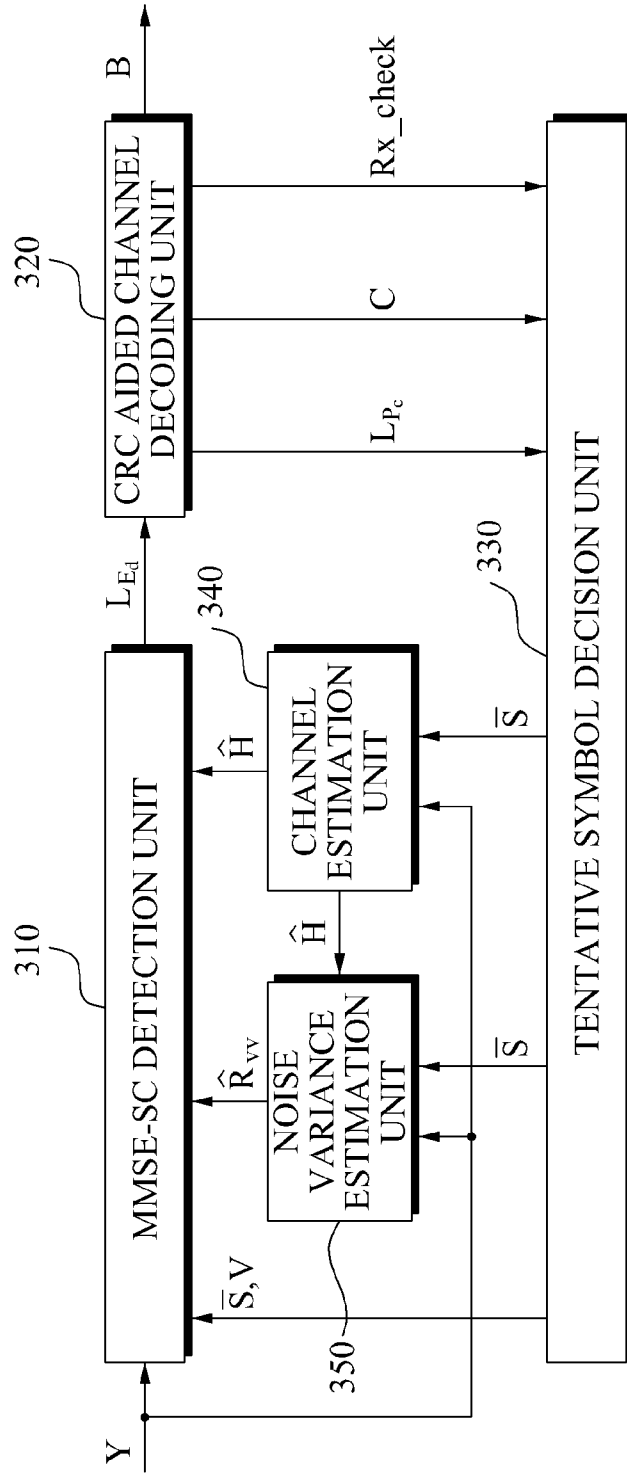 Y
MMSE-SC DETECTION UNIT
310
L_{E_d}
CRC AIDED CHANNEL
DECODING UNIT
320
B
S̄,V
R̂_{vv}
Ĥ
NOISE
VARIANCE
ESTIMATION
UNIT
350
Ĥ
CHANNEL
ESTIMATION
UNIT
340
S̄
S̄
L_{P_c}
C
Rx_check
TENTATIVE SYMBOL DECISION UNIT
330